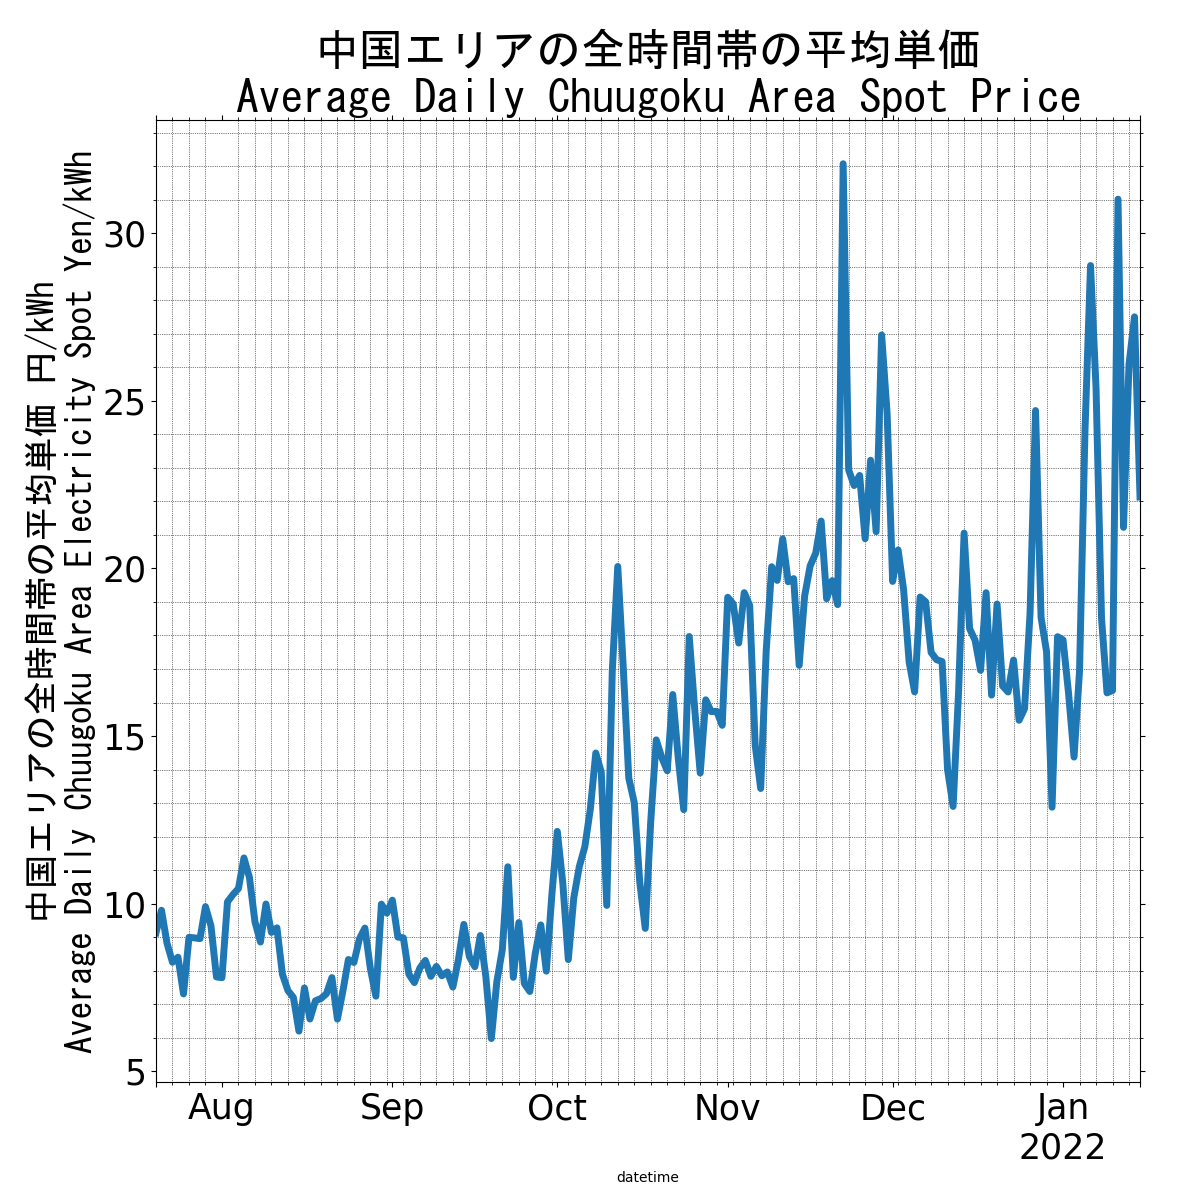 中国エリアの全時間帯の平均単価
Average Daily Chuugoku Area Spot Price
中国エリアの全時間帯の平均単価 円/kWh
Average Daily Chuugoku Area Electricity Spot Yen/kWh
30
25
20
15
10
5
Aug Sep Oct Nov Dec Jan
2022
datetime